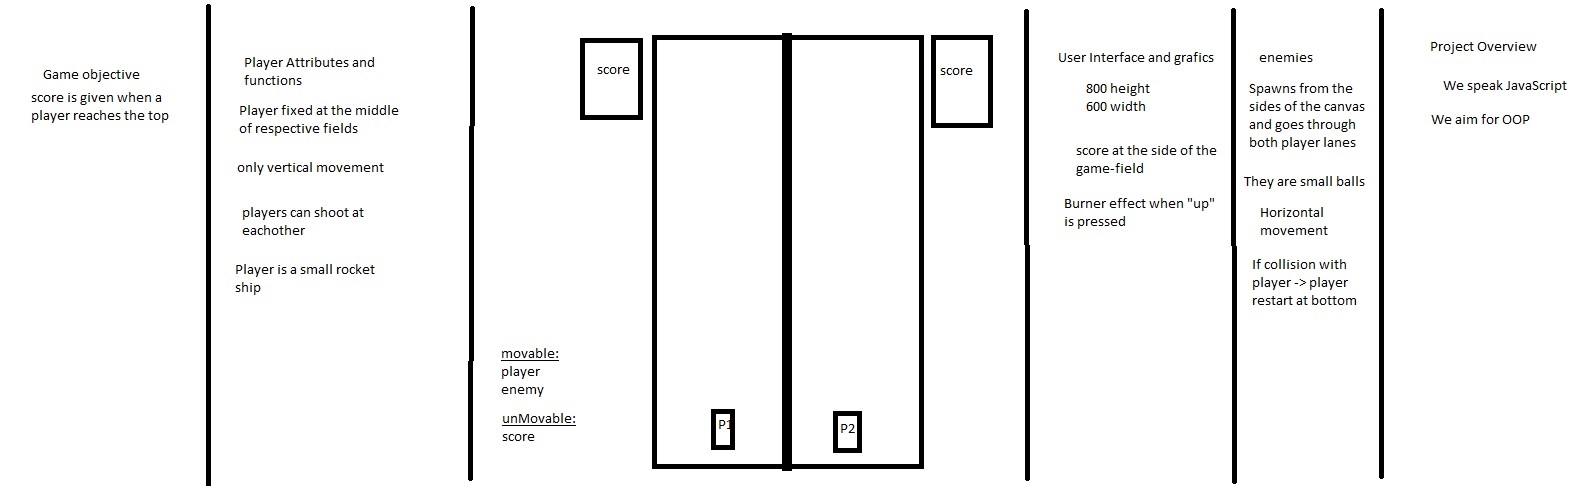 Game objective
score is given when a
player reaches the top
Player Attributes and
functions
Player fixed at the middle
of respective fields
only vertical movement
players can shoot at
eachother
Player is a small rocket
ship
movable:
player
enemy
unMovable:
score
score
score
P1
P2
User Interface and grafics
800 height
600 width
score at the side of the
game-field
Burner effect when "up"
is pressed
enemies
Spawns from the
sides of the canvas
and goes through
both player lanes
They are small balls
Horizontal
movement
If collision with
player -> player
restart at bottom
Project Overview
We speak JavaScript
We aim for OOP